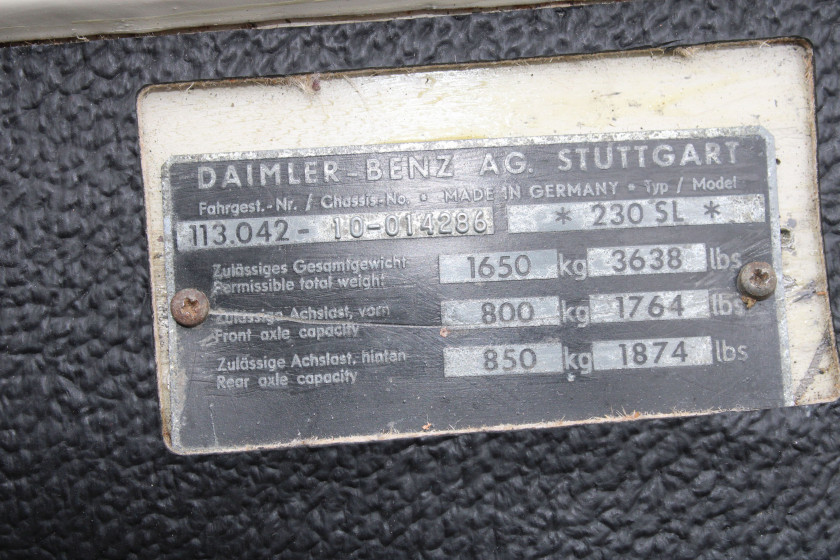 DAIMLER-BENZ AG. STUTTGART
Fahrgest.-Nr. / Chassis-No. • MADE IN GERMANY • Typ / Model
113.042- 10-014286 * 230 SL *
Zulässiges Gesamtgewicht
Permissible total weight 1650 kg 3638 lbs
Zulässige Achslast, vorn
Front axle capacity 800 kg 1764 lbs
Zulässige Achslast, hinten
Rear axle capacity 850 kg 1874 lbs